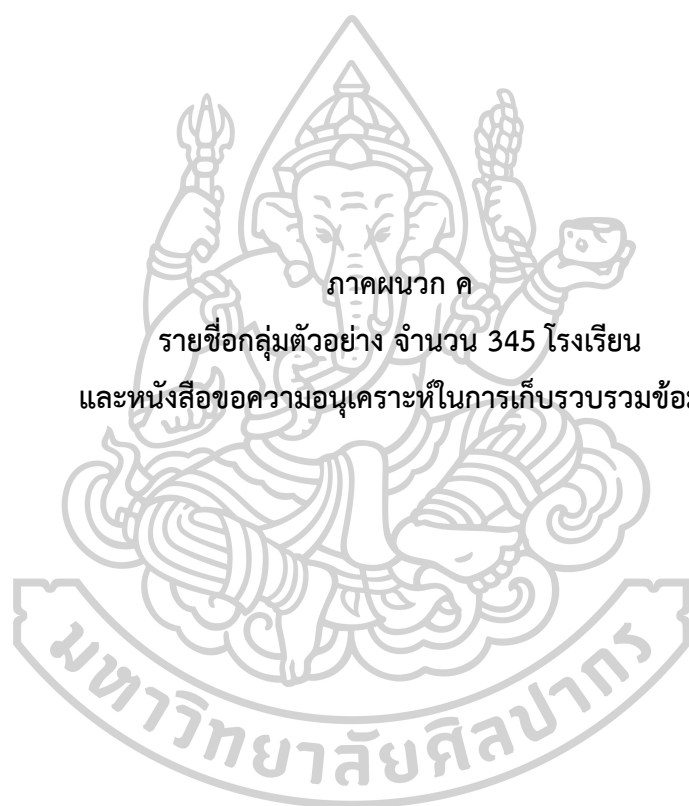 ภาคผนวก ค
รายชื่อกลุ่มตัวอย่าง จำนวน 345 โรงเรียน
และหนังสือขอความอนุเคราะห์ในการเก็บรวบรวมข้อ
มหาวิทยาลัยศิลปากร